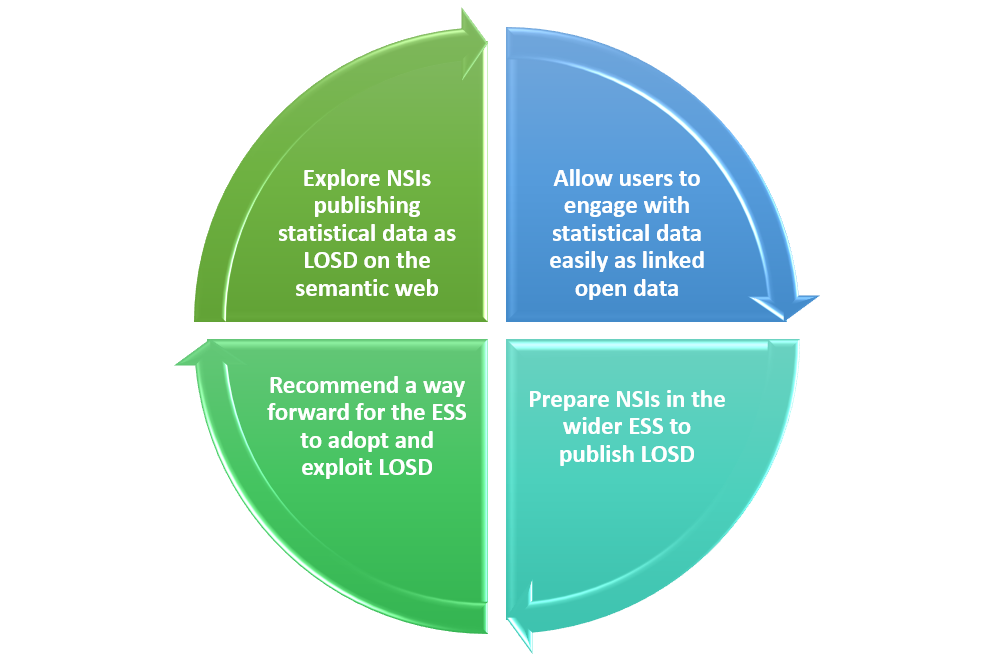 Explore NSIs
publishing
statistical data as
LOSD on the
semantic web
Allow users to
engage with
statistical data
easily as linked
open data
Prepare NSIs in the
wider ESS to
publish LOSD
Recommend a way
forward for the ESS
to adopt and
exploit LOSD